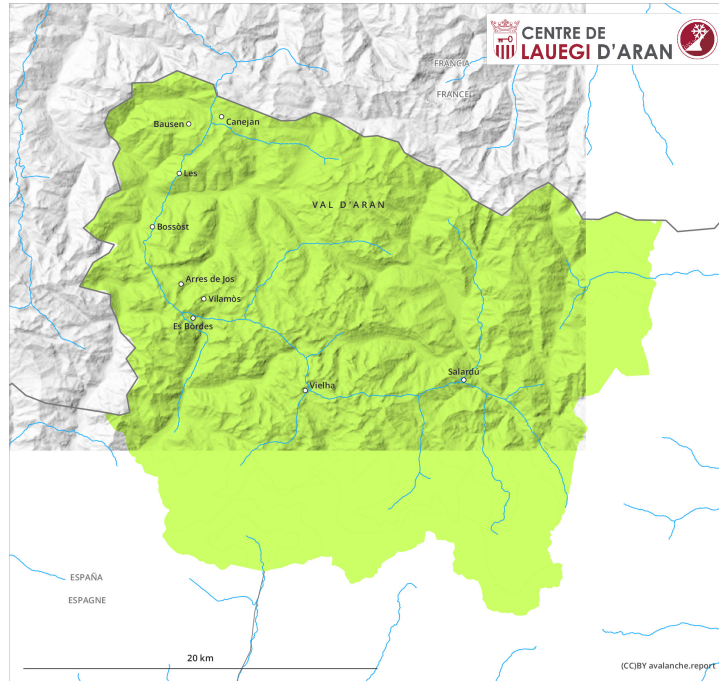 CENTRE DE
LAUEGI D'ARAN
FRANCIA
FRANCE
Bausen
Canejan
Les
VAL D'ARAN
Bossòst
Arres de Jos
Vilamòs
Es Bòrdes
Vielha
Salardú
ESPAÑA
ESPAGNE
20 km
(CC)BY avalanche.report